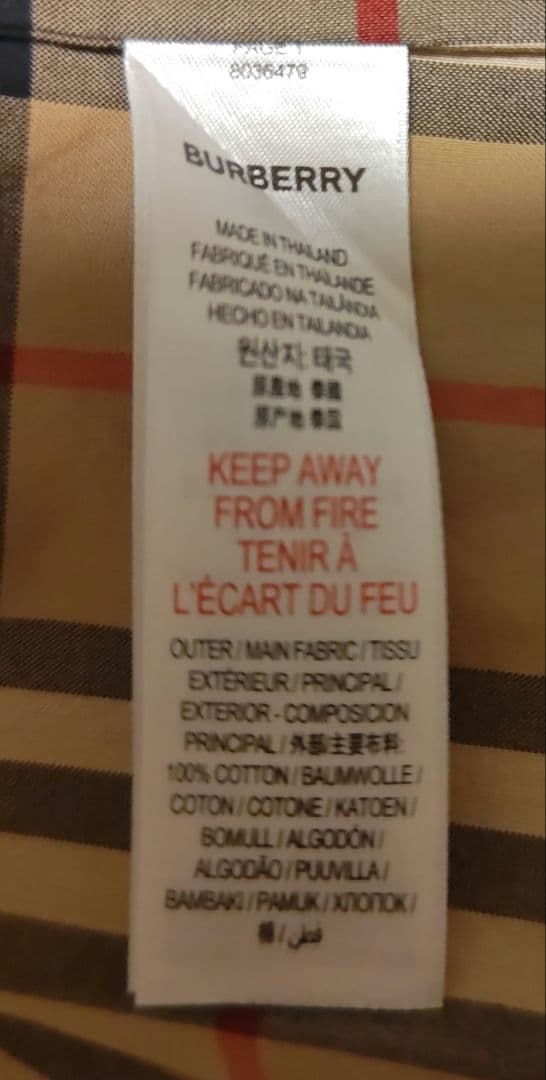 PAGE 1
8036479
BURBERRY
MADE IN THAILAND
FABRIQUÉ EN THAÏLANDE
FABRICADO NA TAILÂNDIA
HECHO EN TAILANDIA
원산지: 태국
原產地 泰國
原产地 泰国
KEEP AWAY
FROM FIRE
TENIR À
L'ÉCART DU FEU
OUTER / MAIN FABRIC / TISSU
EXTÉRIEUR / PRINCIPAL /
EXTERIOR - COMPOSICION
PRINCIPAL / 外部主要布料:
100% COTTON / BAUMWOLLE /
COTON / COTONE / KATOEN /
BOMULL / ALGODÓN /
ALGODÃO / PUUVILLA /
BAMBAKI / PAMUK / ХЛОПОК /
棉 / قطن